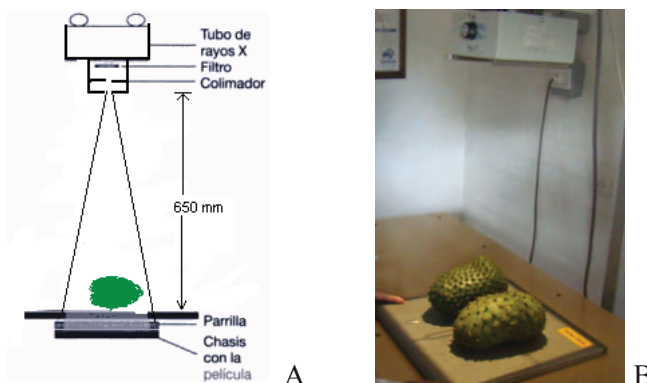 Tubo de
rayos X
Filtro
Colimador
650 mm
Parrilla
Chasis
con la
película
A
B